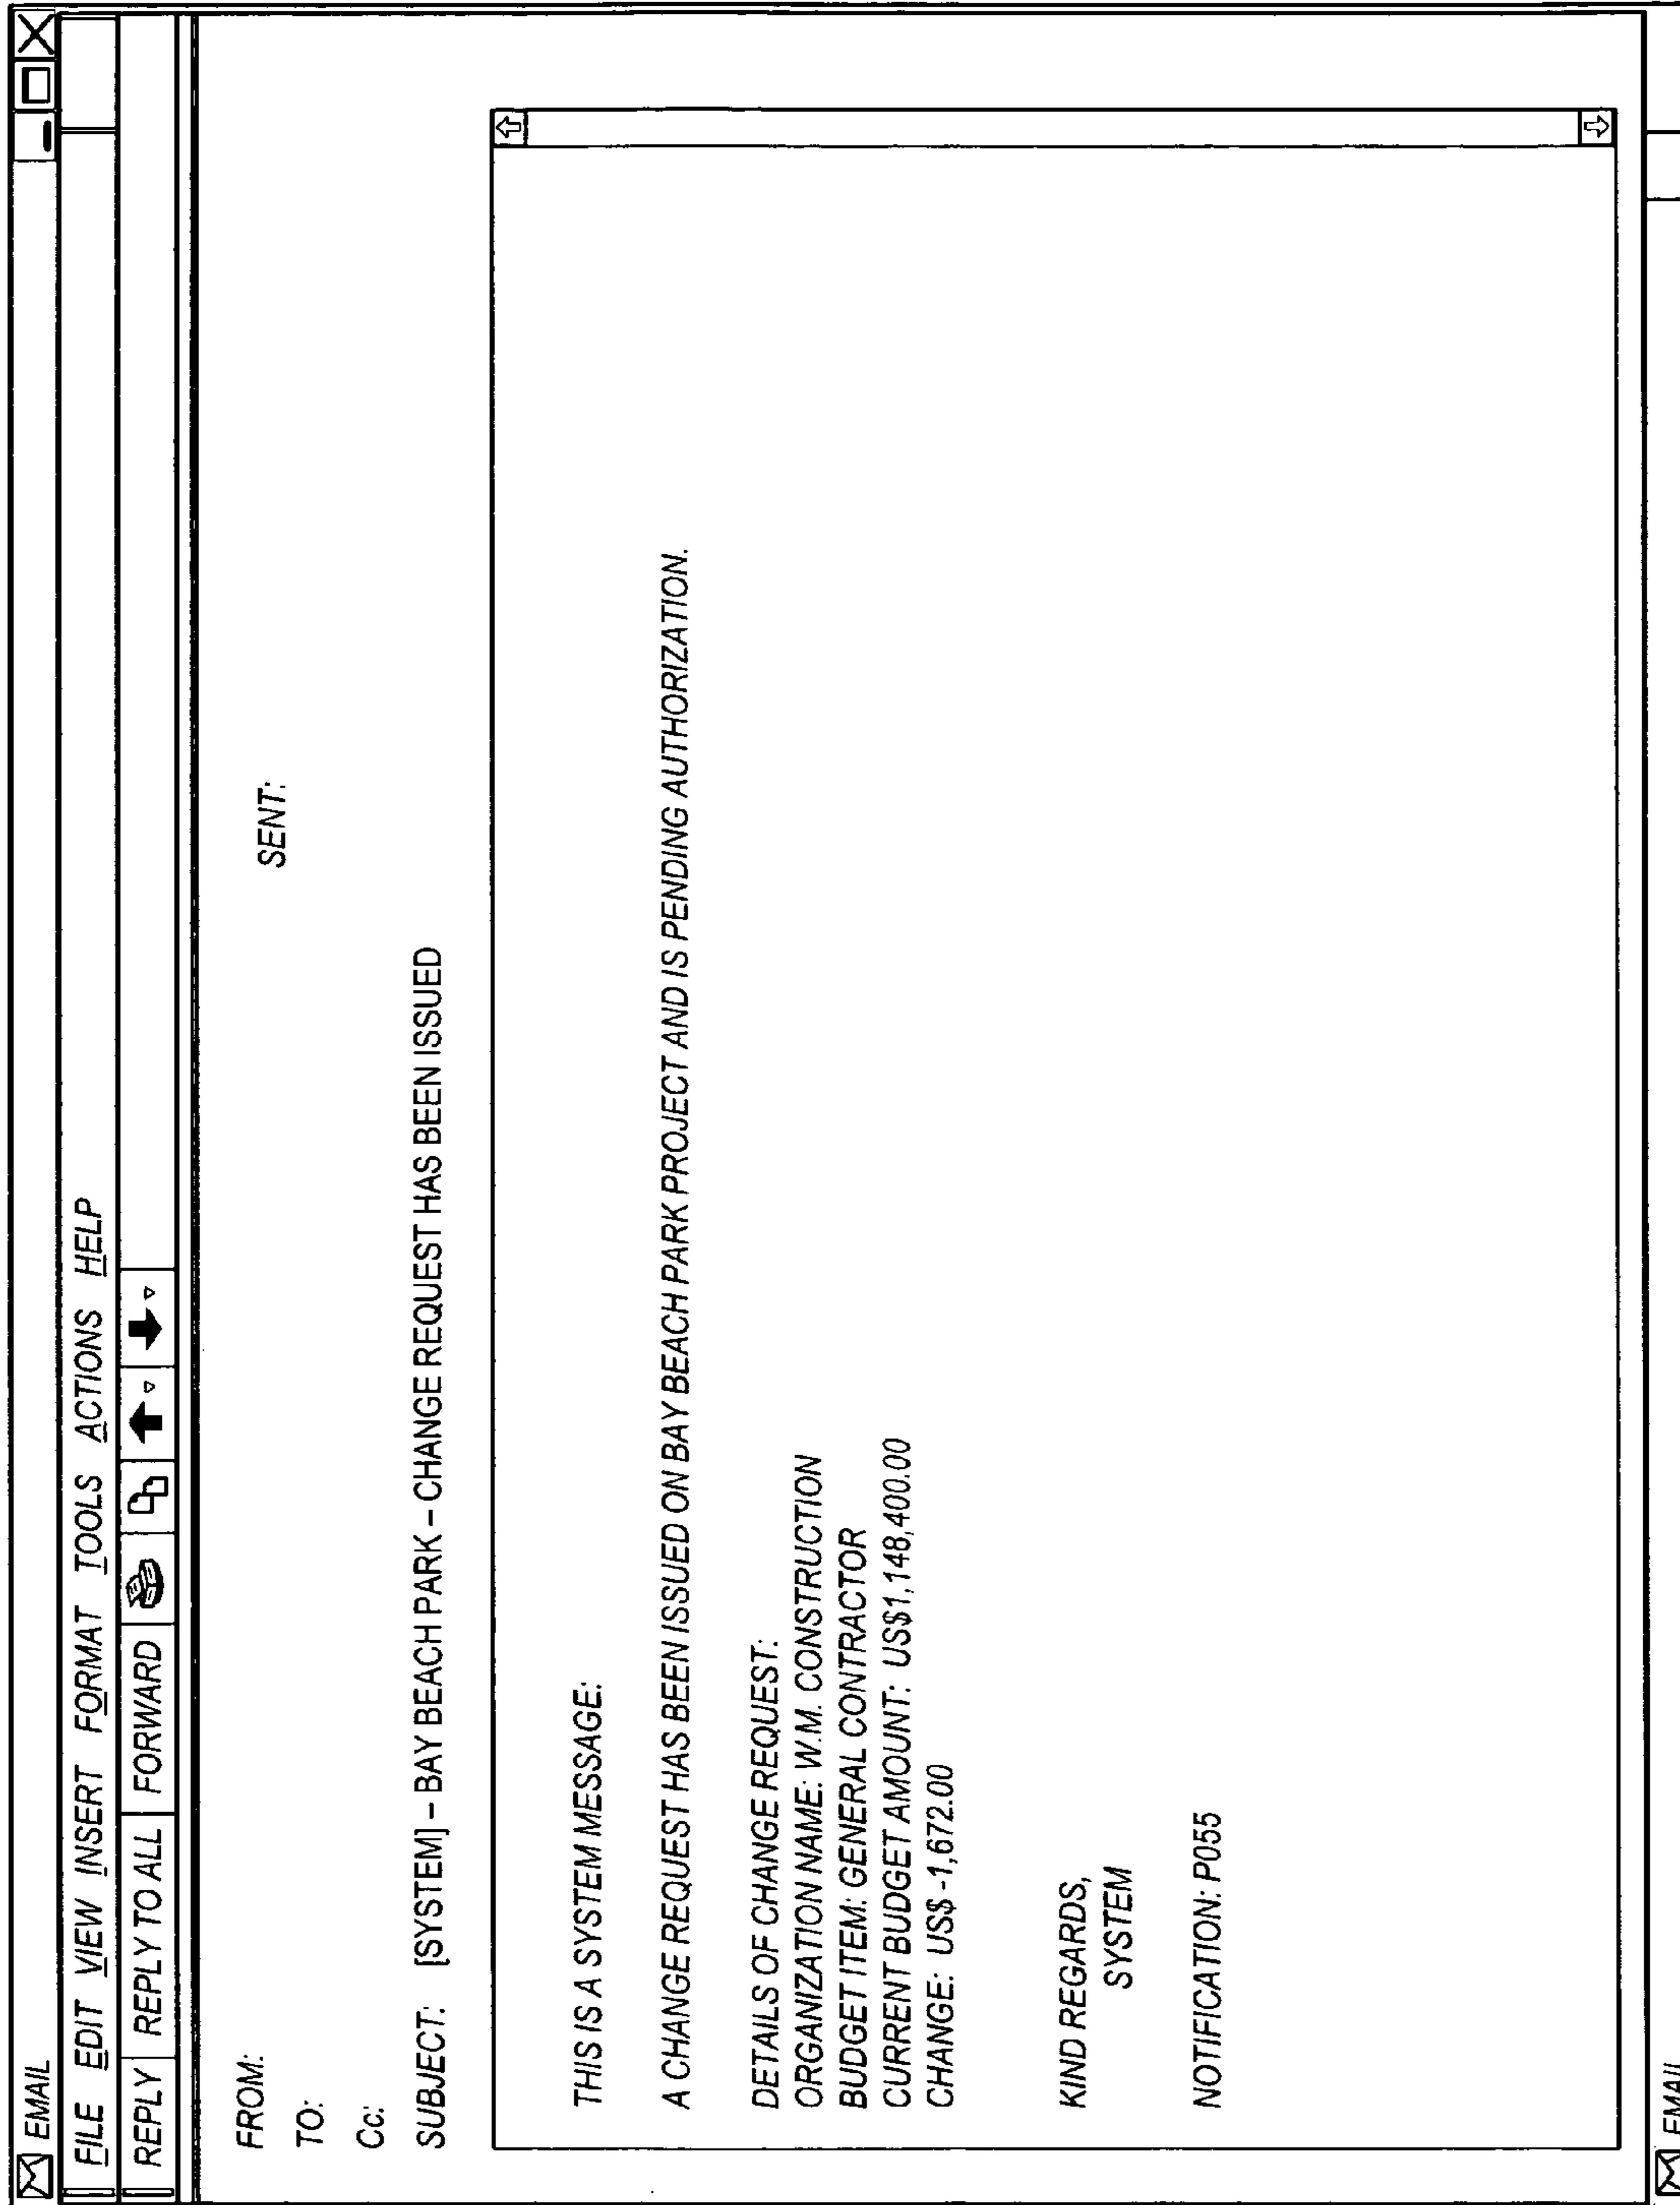 EMAIL
FILE EDIT VIEW INSERT FORMAT TOOLS ACTIONS HELP
REPLY REPLY TO ALL FORWARD
FROM:
SENT:
TO:
Cc:
SUBJECT: [SYSTEM] – BAY BEACH PARK – CHANGE REQUEST HAS BEEN ISSUED
THIS IS A SYSTEM MESSAGE:
A CHANGE REQUEST HAS BEEN ISSUED ON BAY BEACH PARK PROJECT AND IS PENDING AUTHORIZATION.
DETAILS OF CHANGE REQUEST:
ORGANIZATION NAME: W.M. CONSTRUCTION
BUDGET ITEM: GENERAL CONTRACTOR
CURRENT BUDGET AMOUNT: US$1,148,400.00
CHANGE: US$ -1,672.00
KIND REGARDS,
SYSTEM
NOTIFICATION: P055
EMAIL